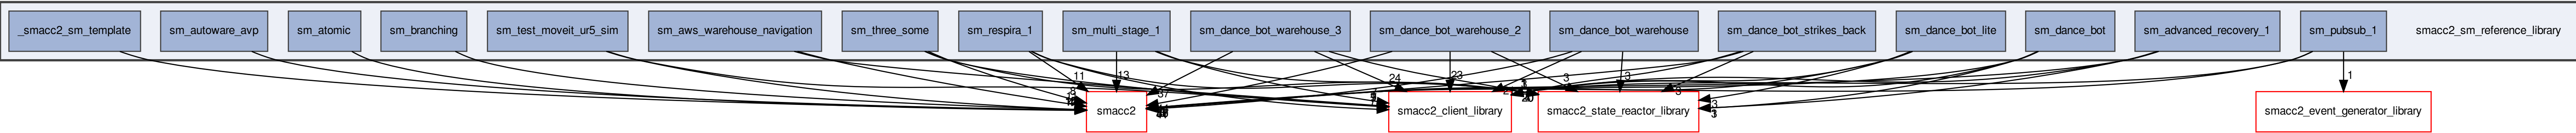 _smacc2_sm_template
sm_autoware_avp
sm_atomic
sm_branching
sm_test_moveit_ur5_sim
sm_aws_warehouse_navigation
sm_three_some
sm_respira_1
sm_multi_stage_1
sm_dance_bot_warehouse_3
sm_dance_bot_warehouse_2
sm_dance_bot_warehouse
sm_dance_bot_strikes_back
sm_dance_bot_lite
sm_dance_bot
sm_advanced_recovery_1
sm_pubsub_1
smacc2_sm_reference_library
11
13
24
23
3
3
1
smacc2
smacc2_client_library
smacc2_state_reactor_library
smacc2_event_generator_library